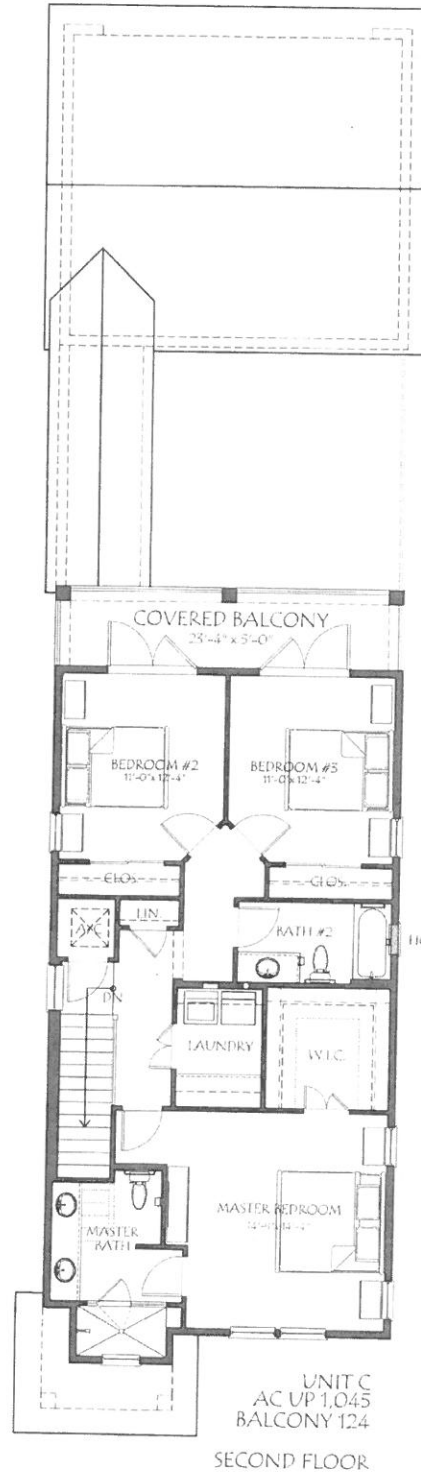 COVERED BALCONY
23'-4" x 5'-0"
BEDROOM #2
11'-0" x 12'-4"
BEDROOM #3
11'-0" x 12'-4"
CLOS.
CLOS.
LIN.
A/C
BATH #2
DN
LAUNDRY
W.I.C.
MASTER BEDROOM
MASTER
BATH
UNIT C
AC UP 1,045
BALCONY 124
SECOND FLOOR